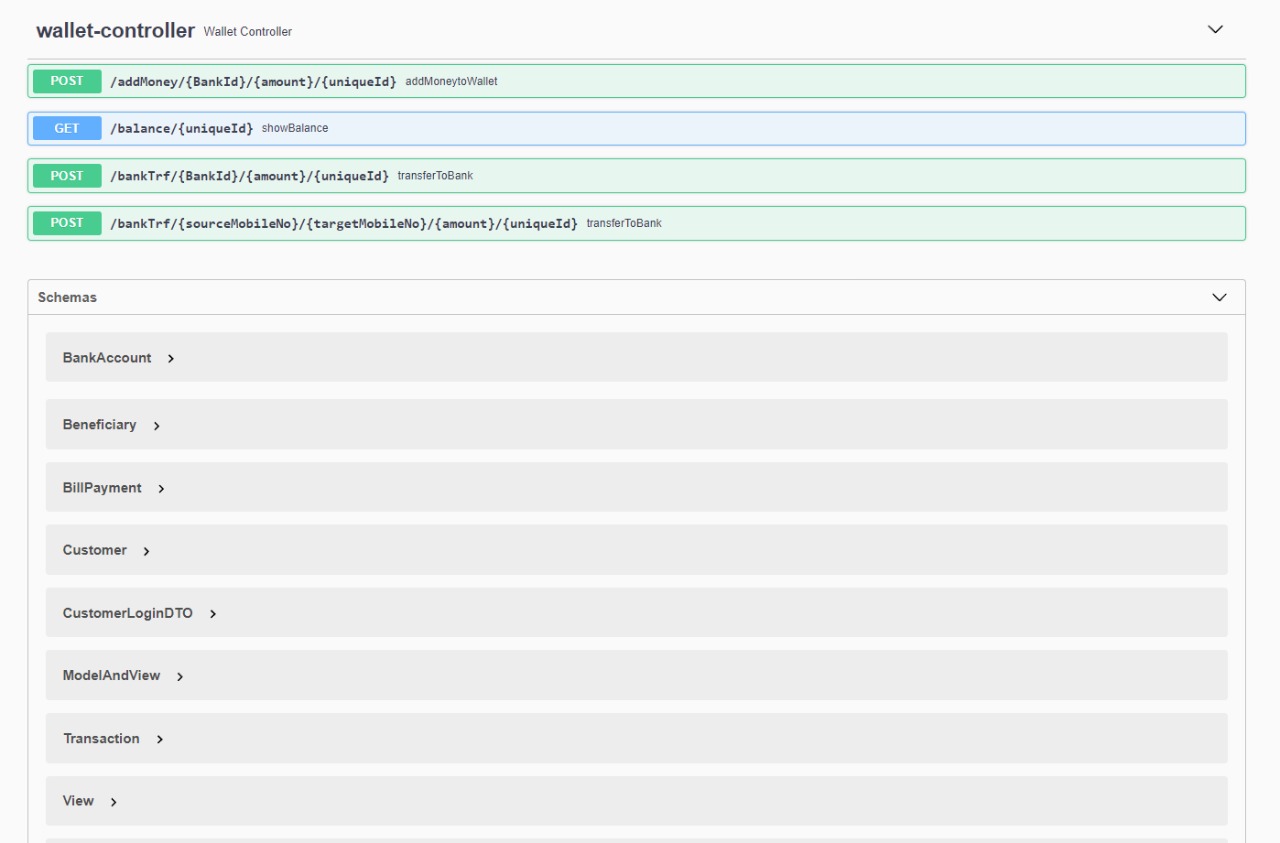 wallet-controller Wallet Controller
POST /addMoney/{BankId}/{amount}/{uniqueId} addMoneytoWallet
GET /balance/{uniqueId} showBalance
POST /bankTrf/{BankId}/{amount}/{uniqueId} transferToBank
POST /bankTrf/{sourceMobileNo}/{targetMobileNo}/{amount}/{uniqueId} transferToBank
Schemas
BankAccount
Beneficiary
BillPayment
Customer
CustomerLoginDTO
ModelAndView
Transaction
View